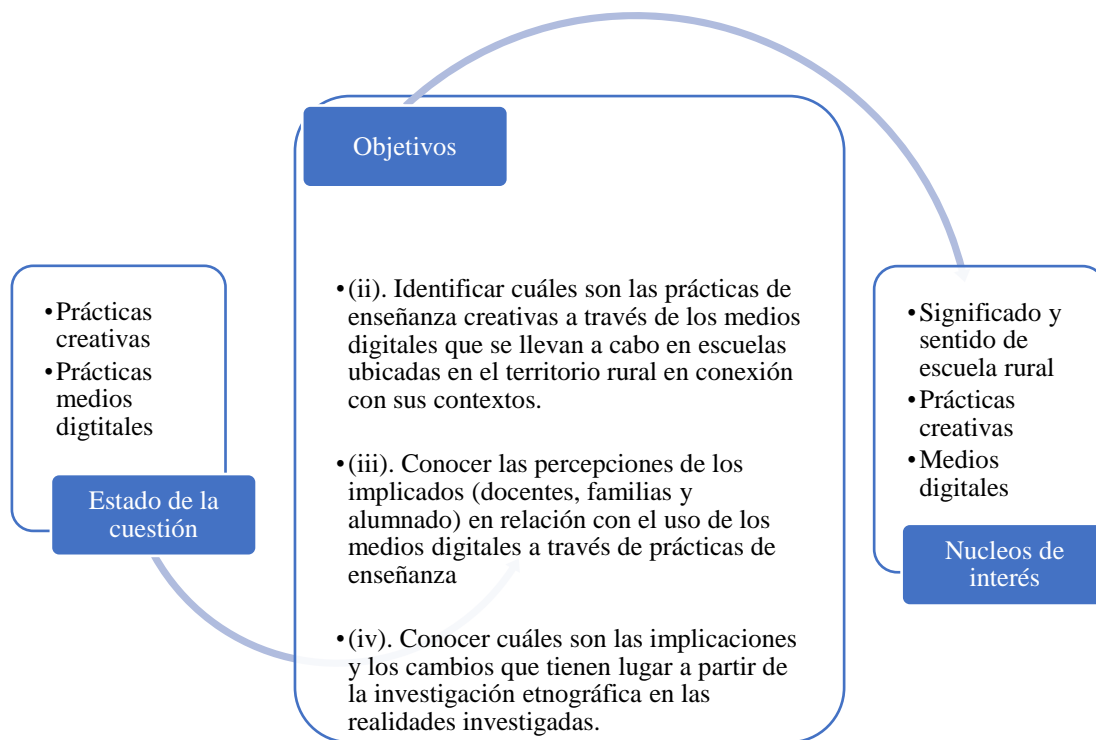 •Prácticas
creativas
•Prácticas
medios
digtitales
Estado de la
cuestión
Objetivos
•(ii). Identificar cuáles son las prácticas de
enseñanza creativas a través de los medios
digitales que se llevan a cabo en escuelas
ubicadas en el territorio rural en conexión
con sus contextos.
•(iii). Conocer las percepciones de los
implicados (docentes, familias y
alumnado) en relación con el uso de los
medios digitales a través de prácticas de
enseñanza
•(iv). Conocer cuáles son las implicaciones
y los cambios que tienen lugar a partir de
la investigación etnográfica en las
realidades investigadas.
•Significado y
sentido de
escuela rural
•Prácticas
creativas
•Medios
digitales
Nucleos de
interés